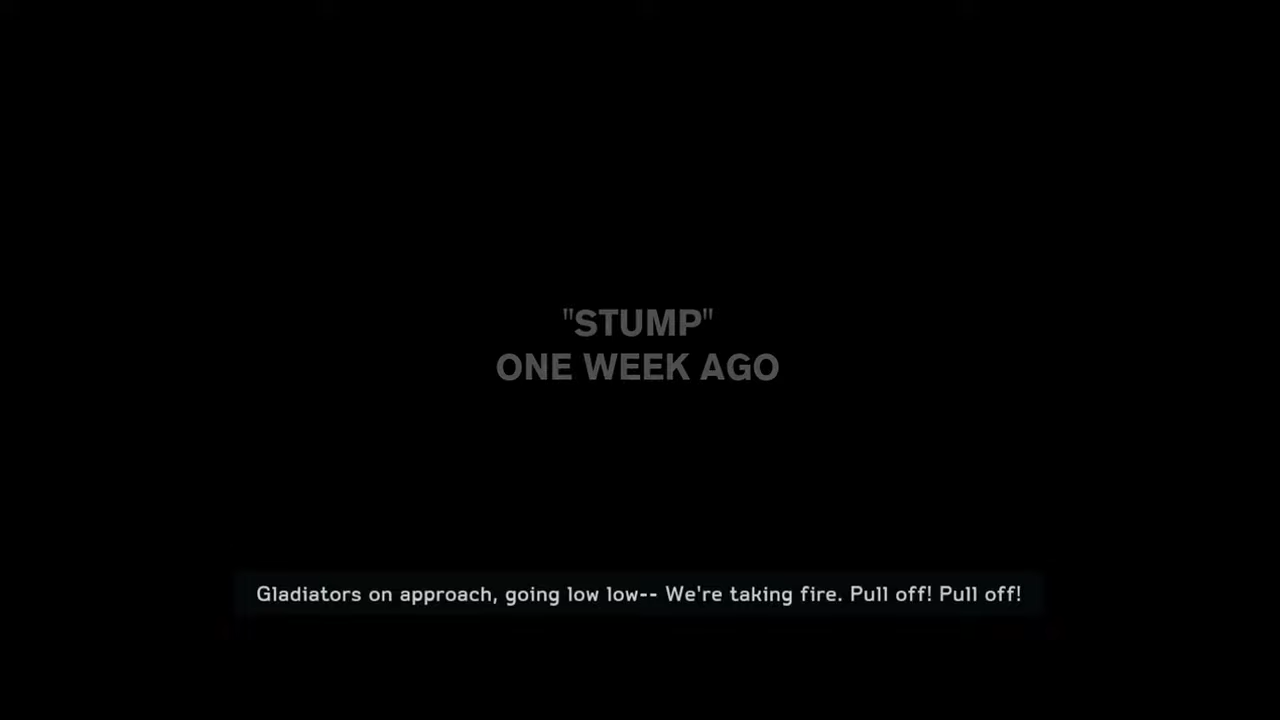 "STUMP"
ONE WEEK AGO
Gladiators on approach, going low low-- We're taking fire. Pull off! Pull off!